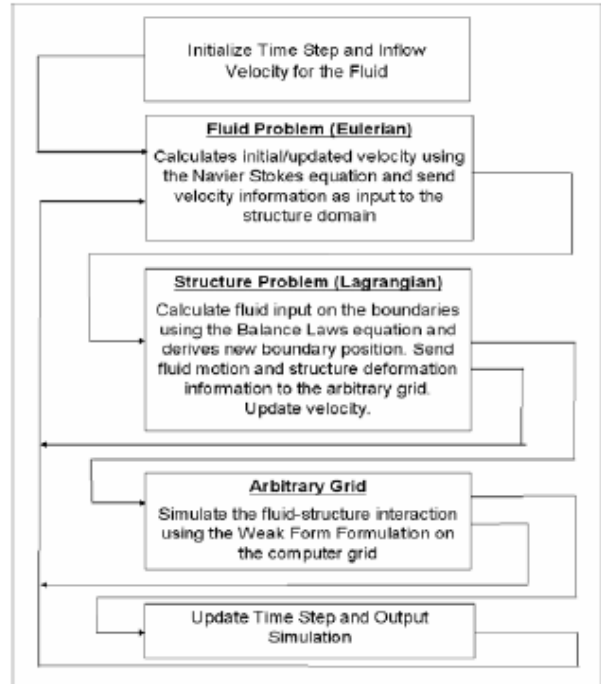 Initialize Time Step and Inflow
Velocity for the Fluid
Fluid Problem (Eulerian)
Calculates initial/updated velocity using
the Navier Stokes equation and send
velocity information as input to the
structure domain
Structure Problem (Lagrangian)
Calculate fluid input on the boundaries
using the Balance Laws equation and
derives new boundary position. Send
fluid motion and structure deformation
information to the arbitrary grid.
Update velocity.
Arbitrary Grid
Simulate the fluid-structure interaction
using the Weak Form Formulation on
the computer grid
Update Time Step and Output
Simulation